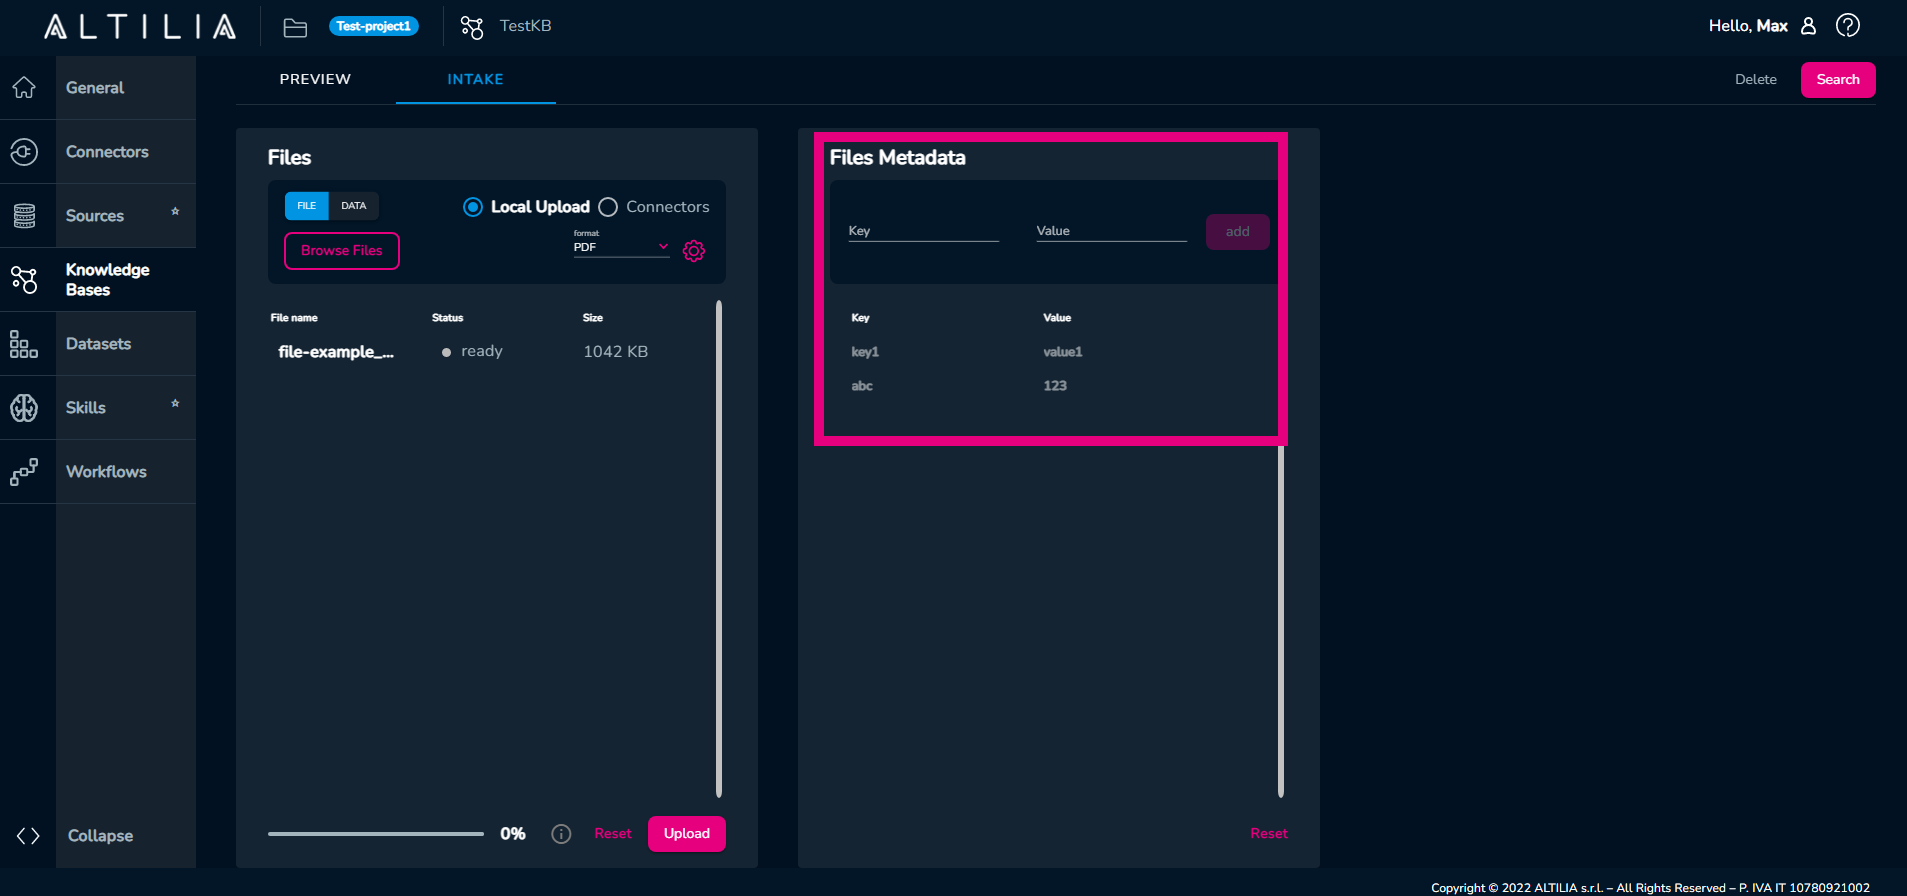 ALTILIA
Test-project1
TestKB
Hello, Max
PREVIEW
INTAKE
Delete
Search
General
Connectors
Sources
Knowledge
Bases
Datasets
Skills
Workflows
Collapse
Files
FILE DATA
Local Upload Connectors
Browse Files
format
PDF
File name Status Size
file-example_... ready 1042 KB
0% Reset Upload
Files Metadata
Key Value add
Key Value
key1 value1
abc 123
Reset
Copyright © 2022 ALTILIA s.r.l. – All Rights Reserved – P. IVA IT 10780921002